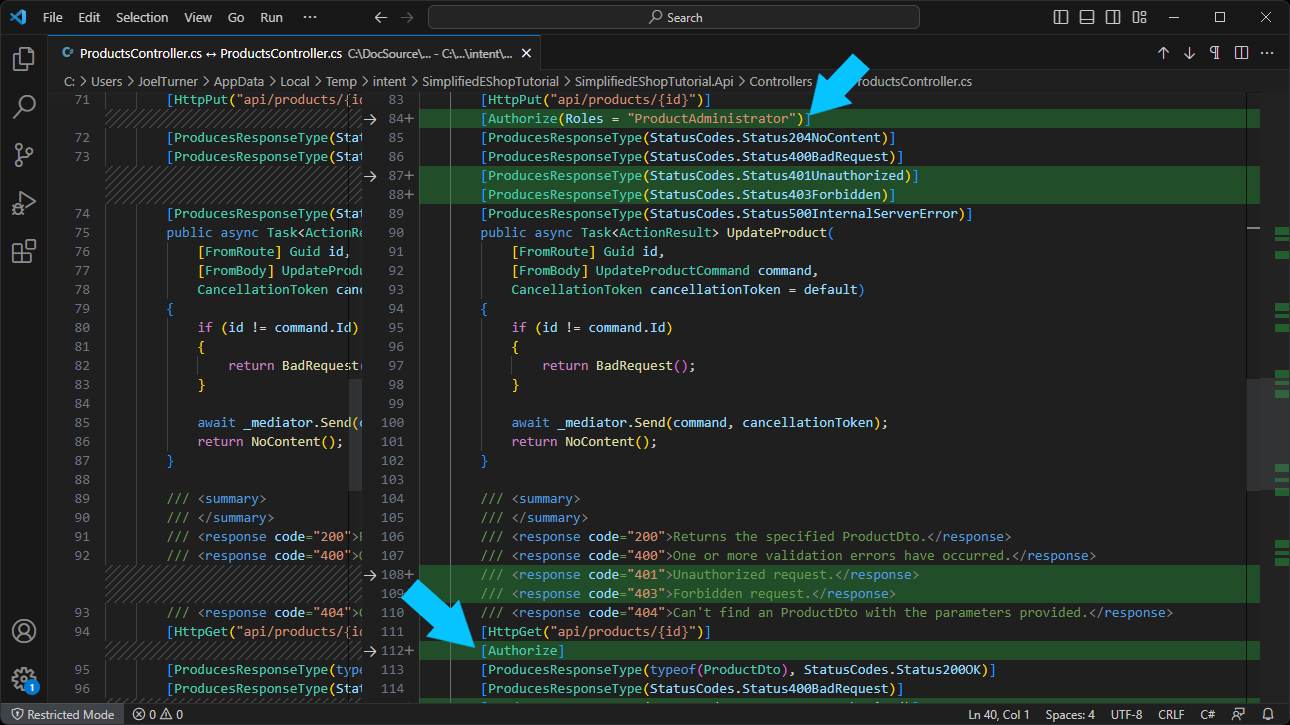 File Edit Selection View Go Run ··· Search
ProductsController.cs ↔ ProductsController.cs C:\DocSource\... - C:\...\intent\...
C: > Users > JoelTurner > AppData > Local > Temp > intent > SimplifiedEShopTutorial > SimplifiedEShopTutorial.Api > Controllers roductsController.cs
71 [HttpPut("api/products/{id 83 [HttpPut("api/products/{id}")]
84+ [Authorize(Roles = "ProductAdministrator")]
72 [ProducesResponseType(Stat 85 [ProducesResponseType(StatusCodes.Status204NoContent)]
73 [ProducesResponseType(Stat 86 [ProducesResponseType(StatusCodes.Status400BadRequest)]
87+ [ProducesResponseType(StatusCodes.Status401Unauthorized)]
88+ [ProducesResponseType(StatusCodes.Status403Forbidden)]
74 [ProducesResponseType(Stat 89 [ProducesResponseType(StatusCodes.Status500InternalServerError)]
75 public async Task<ActionRe 90 public async Task<ActionResult> UpdateProduct(
76 [FromRoute] Guid id, 91 [FromRoute] Guid id,
77 [FromBody] UpdateProdu 92 [FromBody] UpdateProductCommand command,
78 CancellationToken canc 93 CancellationToken cancellationToken = default)
79 { 94 {
80 if (id != command.Id) 95 if (id != command.Id)
81 { 96 {
82 return BadRequest( 97 return BadRequest();
83 } 98 }
84 99
85 await _mediator.Send(c 100 await _mediator.Send(command, cancellationToken);
86 return NoContent(); 101 return NoContent();
87 } 102 }
88 103
89 /// <summary> 104 /// <summary>
90 /// </summary> 105 /// </summary>
91 /// <response code="200">R 106 /// <response code="200">Returns the specified ProductDto.</response>
92 /// <response code="400">O 107 /// <response code="400">One or more validation errors have occurred.</response>
108+ /// <response code="401">Unauthorized request.</response>
109 /// <response code="403">Forbidden request.</response>
93 /// <response code="404">C 110 /// <response code="404">Can't find an ProductDto with the parameters provided.</response>
94 [HttpGet("api/products/{id 111 [HttpGet("api/products/{id}")]
112+ [Authorize]
95 [ProducesResponseType(type 113 [ProducesResponseType(typeof(ProductDto), StatusCodes.Status200OK)]
96 [ProducesResponseType(Stat 114 [ProducesResponseType(StatusCodes.Status400BadRequest)]
1
Restricted Mode 0 0 Ln 40, Col 1 Spaces: 4 UTF-8 CRLF C#